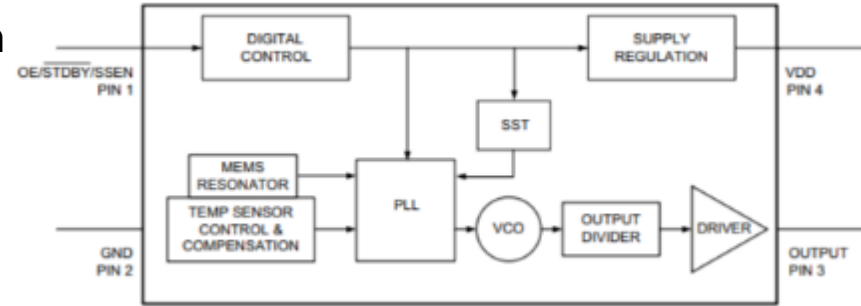 n
DIGITAL
CONTROL
SUPPLY
REGULATION
OE/STDBY/SSEN
PIN 1
VDD
PIN 4
SST
MEMS
RESONATOR
PLL
TEMP SENSOR
CONTROL &
COMPENSATION
VCO
OUTPUT
DIVIDER
DRIVER
GND
PIN 2
OUTPUT
PIN 3